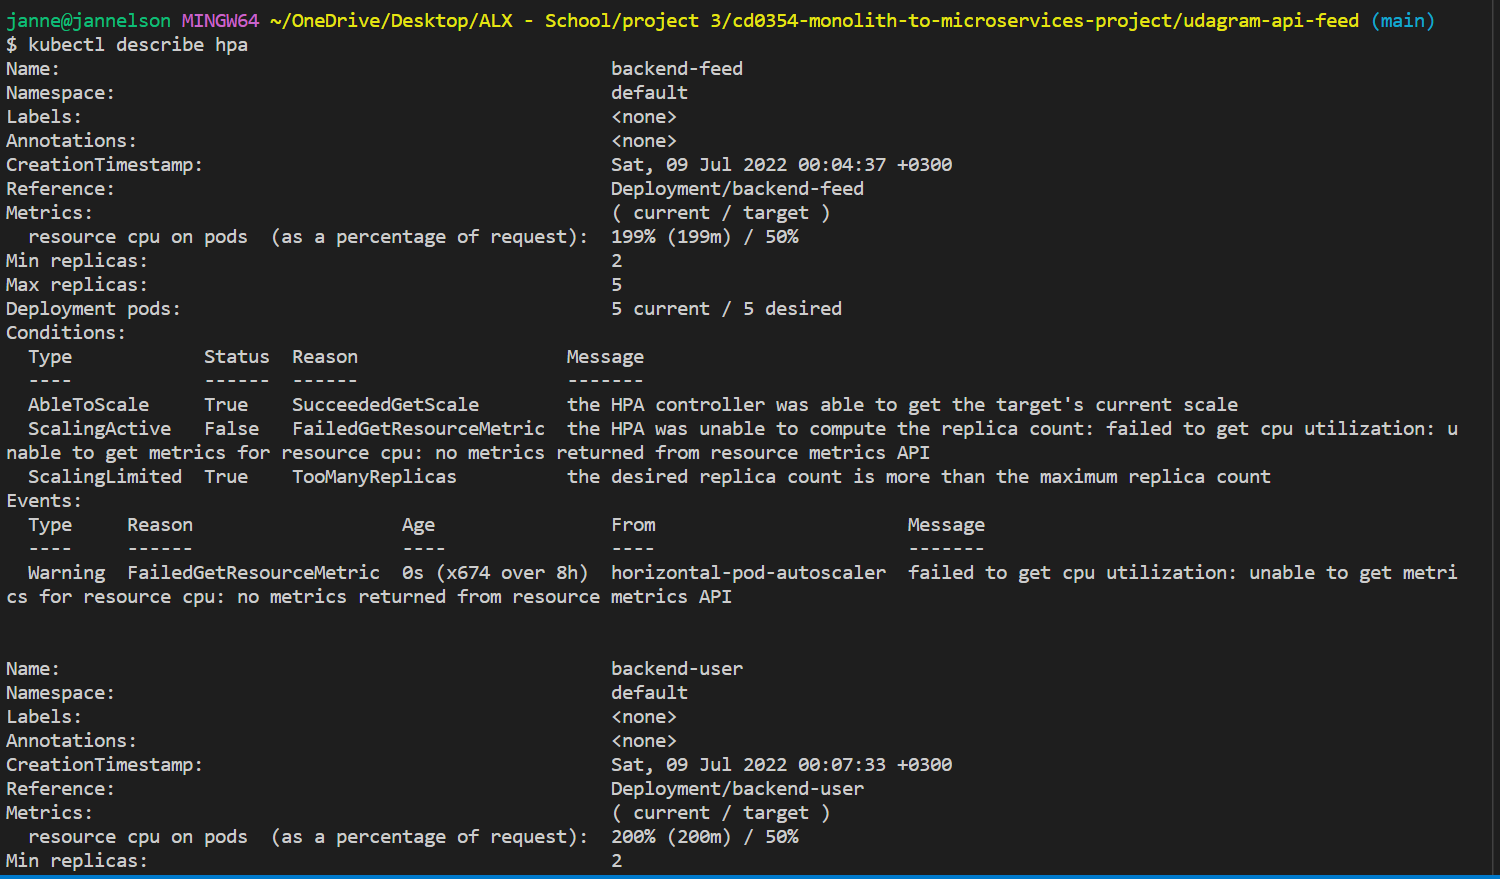 janne@jannelson MINGW64 ~/OneDrive/Desktop/ALX - School/project 3/cd0354-monolith-to-microservices-project/udagram-api-feed (main)
$ kubectl describe hpa
Name:                                                  backend-feed
Namespace:                                             default
Labels:                                                <none>
Annotations:                                           <none>
CreationTimestamp:                                     Sat, 09 Jul 2022 00:04:37 +0300
Reference:                                             Deployment/backend-feed
Metrics:                                               ( current / target )
  resource cpu on pods  (as a percentage of request):  199% (199m) / 50%
Min replicas:                                          2
Max replicas:                                          5
Deployment pods:                                       5 current / 5 desired
Conditions:
  Type            Status  Reason                   Message
  ----            ------  ------                   -------
  AbleToScale     True    SucceededGetScale        the HPA controller was able to get the target's current scale
  ScalingActive   False   FailedGetResourceMetric  the HPA was unable to compute the replica count: failed to get cpu utilization: u
nable to get metrics for resource cpu: no metrics returned from resource metrics API
  ScalingLimited  True    TooManyReplicas          the desired replica count is more than the maximum replica count
Events:
  Type     Reason                   Age                From                       Message
  ----     ------                   ----               ----                       -------
  Warning  FailedGetResourceMetric  0s (x674 over 8h)  horizontal-pod-autoscaler  failed to get cpu utilization: unable to get metri
cs for resource cpu: no metrics returned from resource metrics API
Name:                                                  backend-user
Namespace:                                             default
Labels:                                                <none>
Annotations:                                           <none>
CreationTimestamp:                                     Sat, 09 Jul 2022 00:07:33 +0300
Reference:                                             Deployment/backend-user
Metrics:                                               ( current / target )
  resource cpu on pods  (as a percentage of request):  200% (200m) / 50%
Min replicas:                                          2